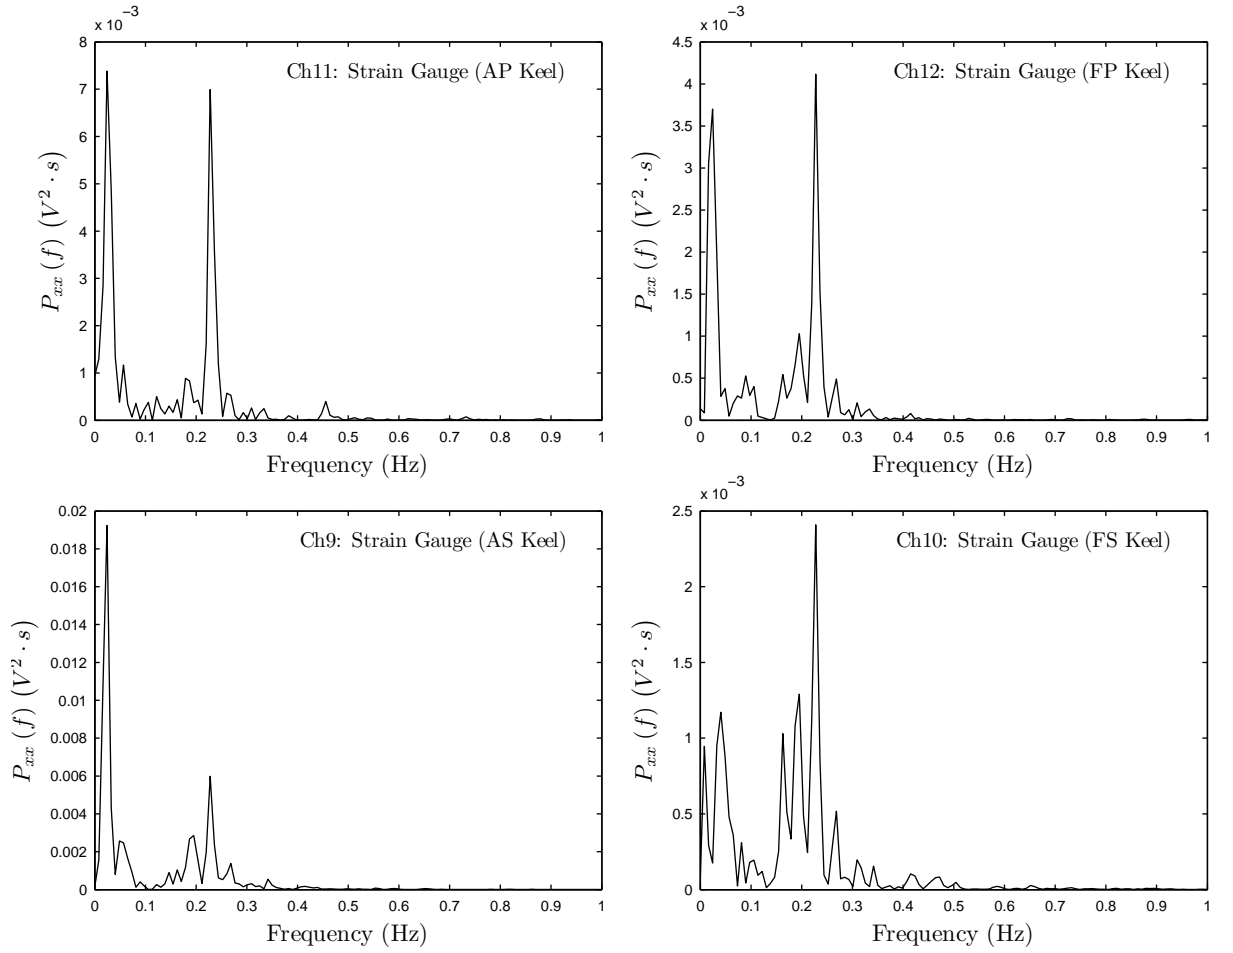 x 10⁻³
8
7
6
5
4
3
2
1
0
0 0.1 0.2 0.3 0.4 0.5 0.6 0.7 0.8 0.9 1
Ch11: Strain Gauge (AP Keel)
P_xx (f) (V² · s)
Frequency (Hz)
x 10⁻³
4.5
4
3.5
3
2.5
2
1.5
1
0.5
0
0 0.1 0.2 0.3 0.4 0.5 0.6 0.7 0.8 0.9 1
Ch12: Strain Gauge (FP Keel)
P_xx (f) (V² · s)
Frequency (Hz)
0.02
0.018
0.016
0.014
0.012
0.01
0.008
0.006
0.004
0.002
0
0 0.1 0.2 0.3 0.4 0.5 0.6 0.7 0.8 0.9 1
Ch9: Strain Gauge (AS Keel)
P_xx (f) (V² · s)
Frequency (Hz)
x 10⁻³
2.5
2
1.5
1
0.5
0
0 0.1 0.2 0.3 0.4 0.5 0.6 0.7 0.8 0.9 1
Ch10: Strain Gauge (FS Keel)
P_xx (f) (V² · s)
Frequency (Hz)